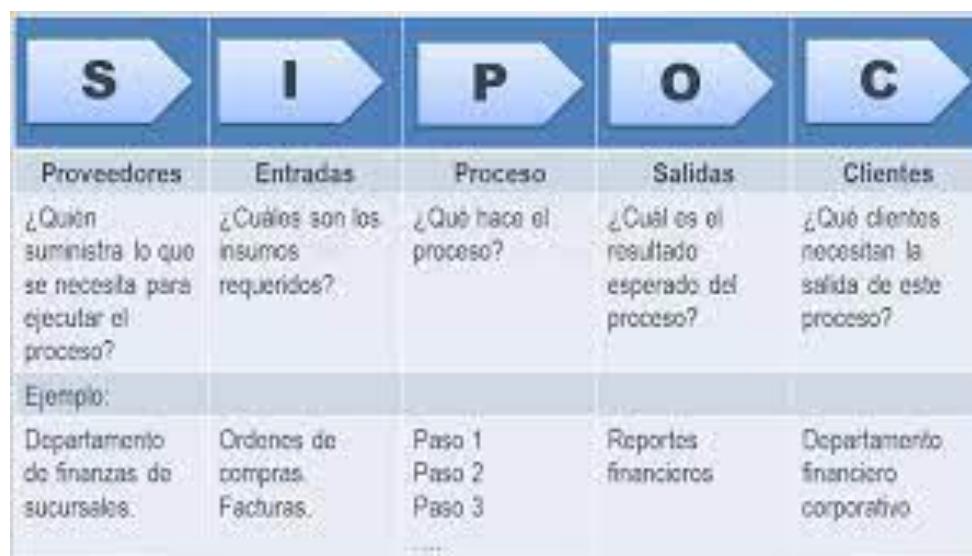 S I P O C
Proveedores Entradas Proceso Salidas Clientes
¿Quién
suministra lo que
se necesita para
ejecutar el
proceso?
¿Cuáles son los
insumos
requeridos?
¿Qué hace el
proceso?
¿Cuál es el
resultado
esperado del
proceso?
¿Qué clientes
necesitan la
salida de este
proceso?
Ejemplo:
Departamento
de finanzas de
sucursales.
Ordenes de
compras.
Facturas.
Paso 1
Paso 2
Paso 3
.....
Reportes
financieros
Departamento
financiero
corporativo